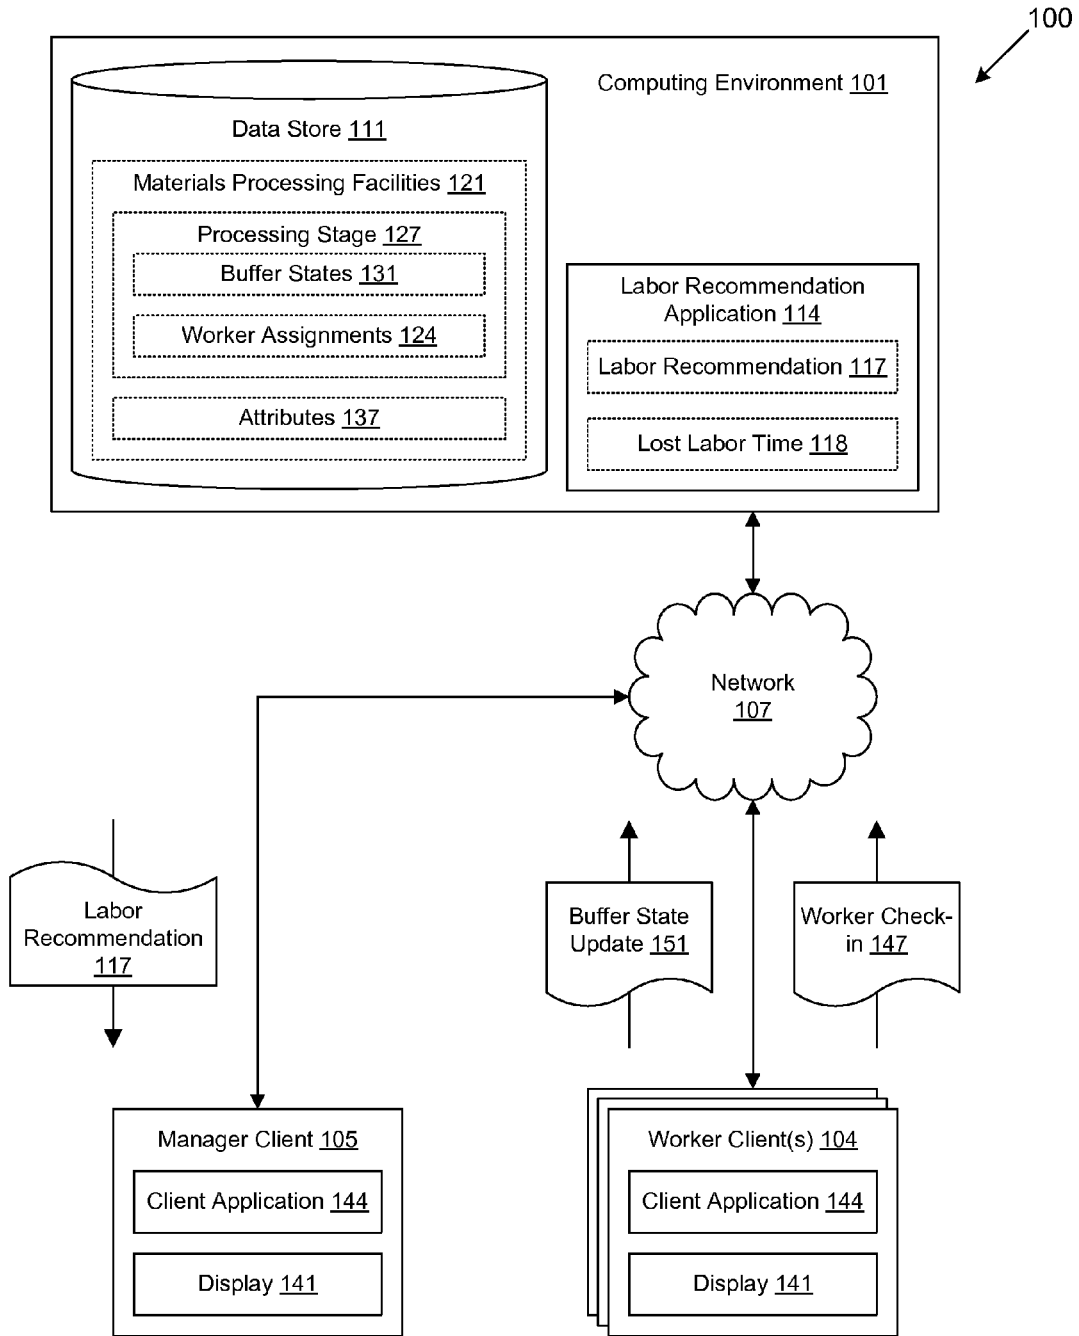 100
Computing Environment 101
Data Store 111
Materials Processing Facilities 121
Processing Stage 127
Buffer States 131
Worker Assignments 124
Attributes 137
Labor Recommendation
Application 114
Labor Recommendation 117
Lost Labor Time 118
Network
107
Labor
Recommendation
117
Buffer State
Update 151
Worker Check-
in 147
Manager Client 105
Client Application 144
Display 141
Worker Client(s) 104
Client Application 144
Display 141